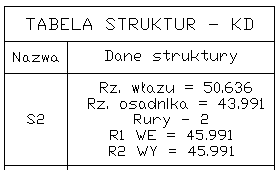 TABELA STRUKTUR - KD
Nazwa Dane struktury
Rz. włazu = 50.636
Rz. osadnika = 43.991
Rury - 2
S2 R1 WE = 45.991
R2 WY = 45.991